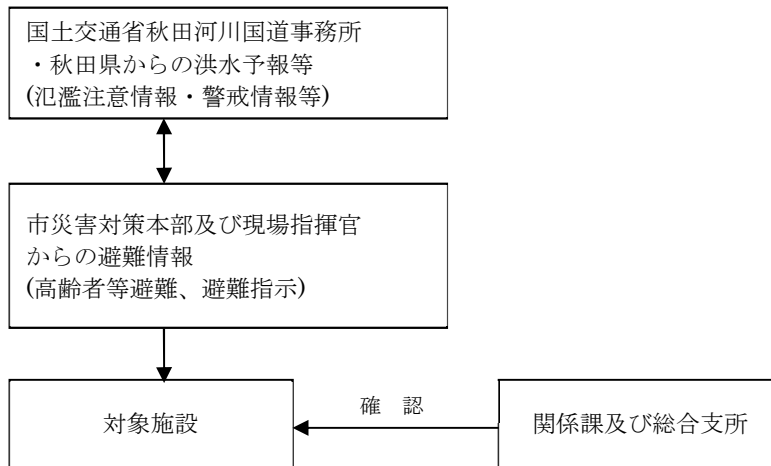 国土交通省秋田河川国道事務所
・秋田県からの洪水予報等
(氾濫注意情報・警戒情報等)
市災害対策本部及び現場指揮官
からの避難情報
(高齢者等避難、避難指示)
対象施設
確 認
関係課及び総合支所